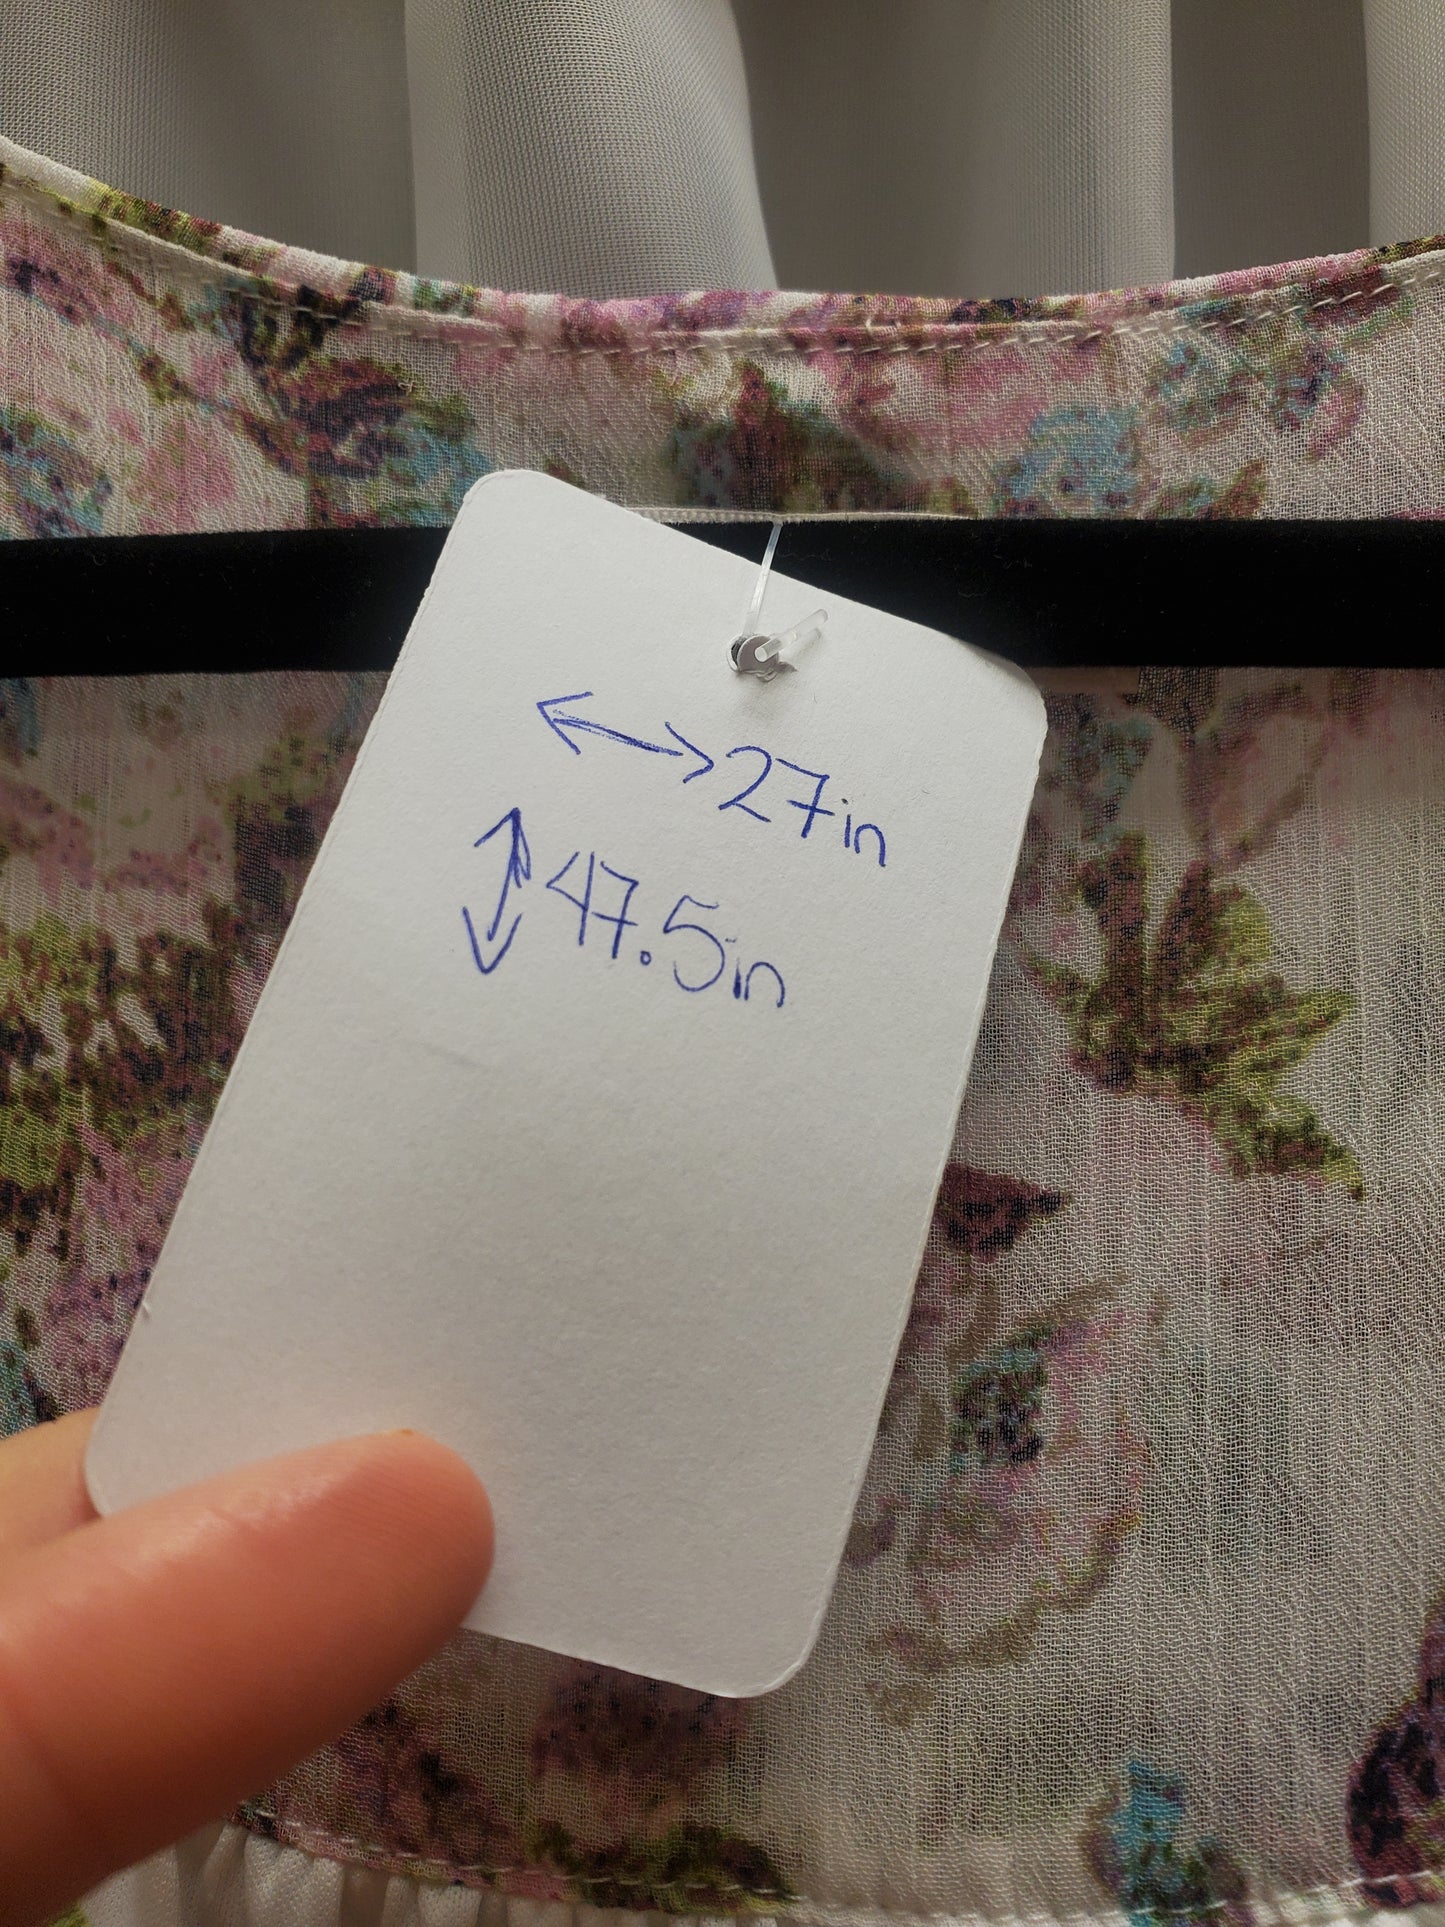 ↔ 27in
↕ 47.5in